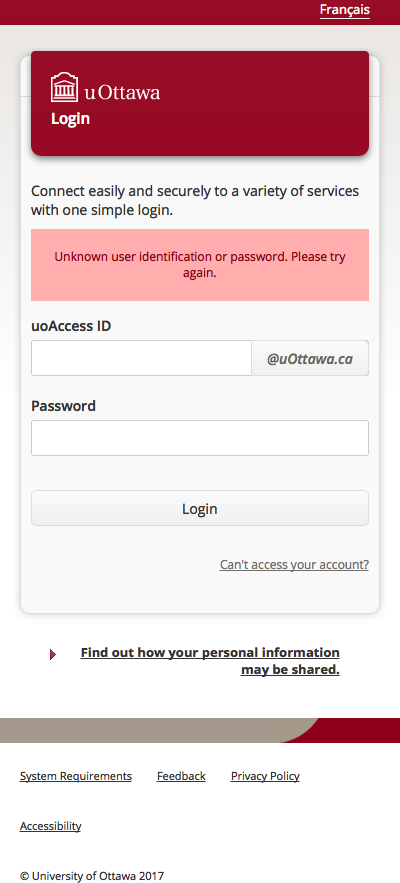 Français
uOttawa
Login
Connect easily and securely to a variety of services
with one simple login.
Unknown user identification or password. Please try
again.
uoAccess ID
@uOttawa.ca
Password
Login
Can't access your account?
Find out how your personal information
may be shared.
System Requirements Feedback Privacy Policy
Accessibility
© University of Ottawa 2017